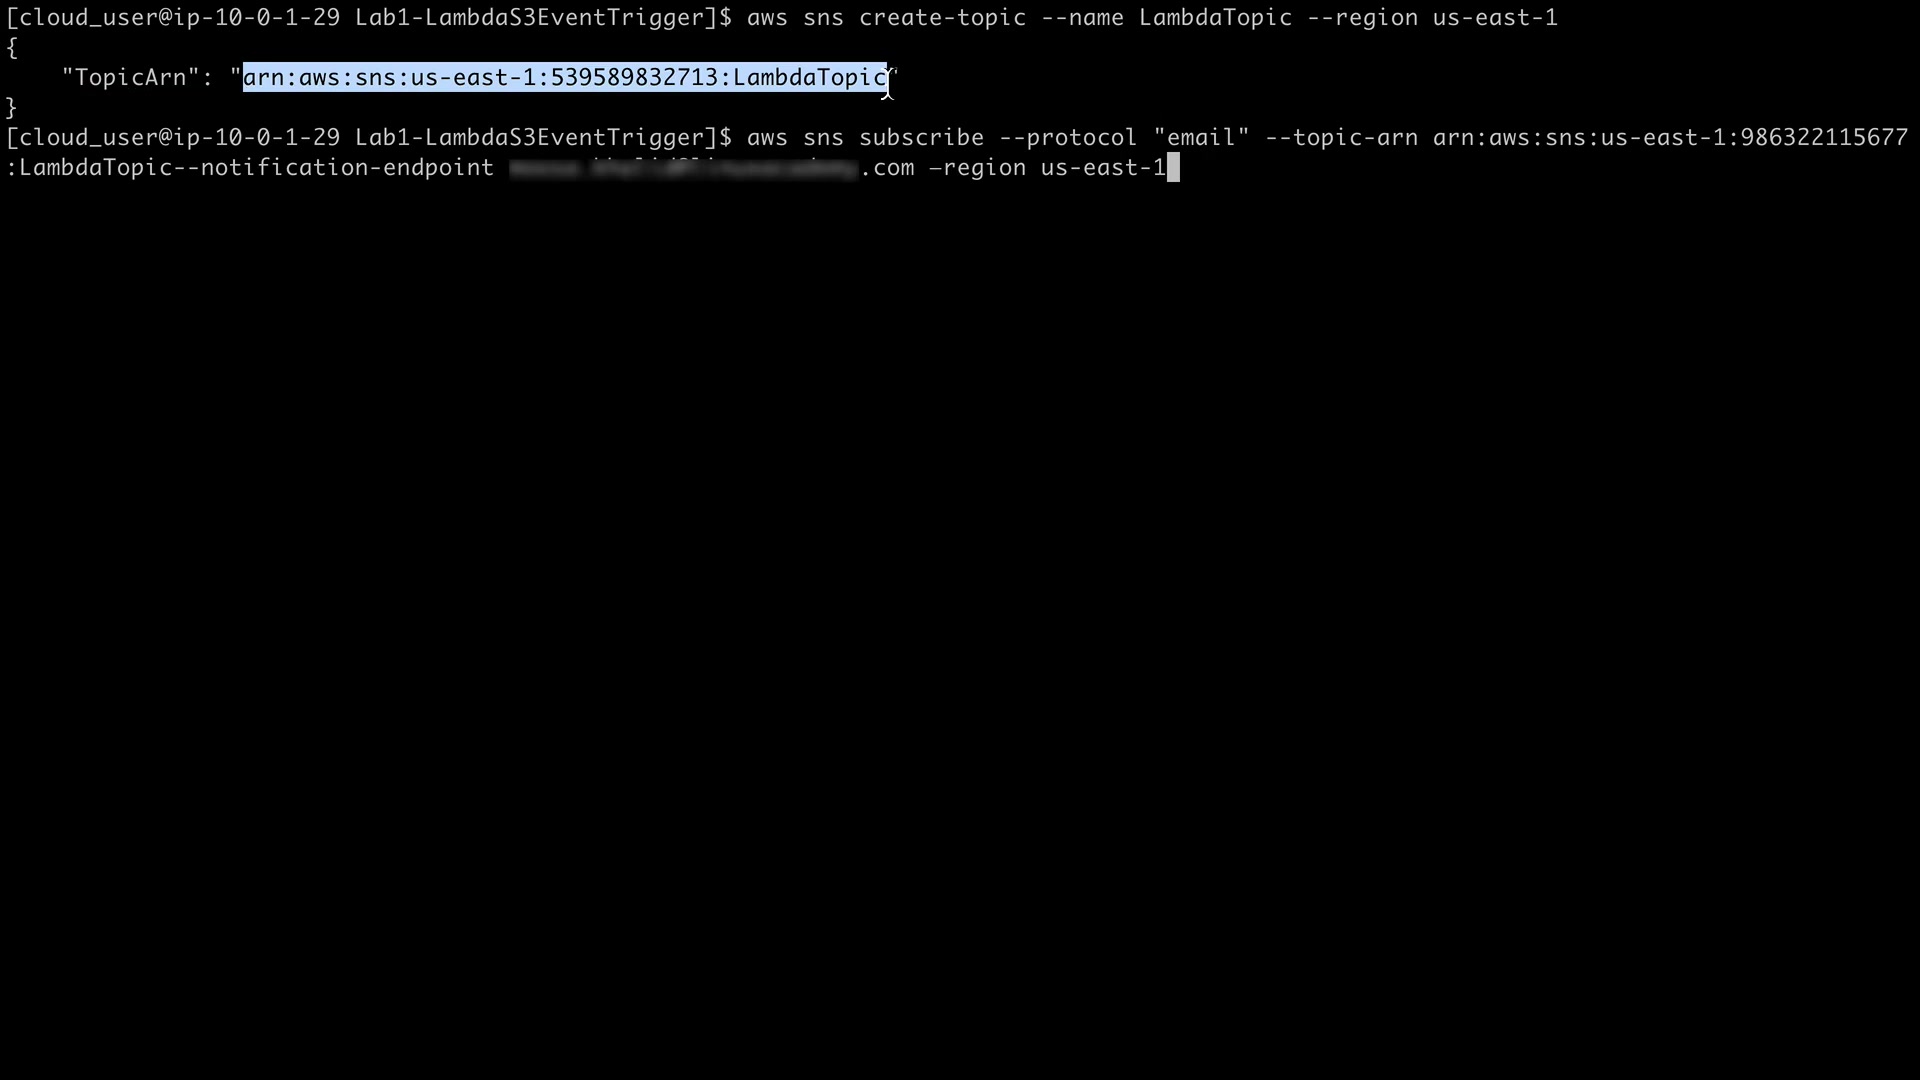 [cloud_user@ip-10-0-1-29 Lab1-LambdaS3EventTrigger]$ aws sns create-topic --name LambdaTopic --region us-east-1
{
    "TopicArn": "arn:aws:sns:us-east-1:539589832713:LambdaTopic"
}
[cloud_user@ip-10-0-1-29 Lab1-LambdaS3EventTrigger]$ aws sns subscribe --protocol "email" --topic-arn arn:aws:sns:us-east-1:986322115677
:LambdaTopic--notification-endpoint .com –region us-east-1